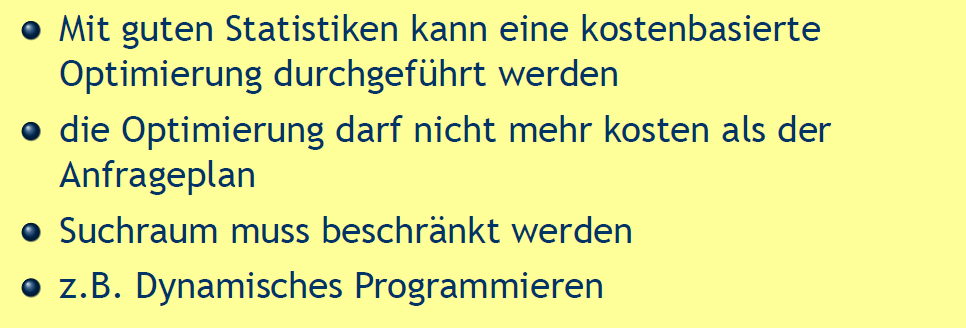 Mit guten Statistiken kann eine kostenbasierte
Optimierung durchgeführt werden
die Optimierung darf nicht mehr kosten als der
Anfrageplan
Suchraum muss beschränkt werden
z.B. Dynamisches Programmieren